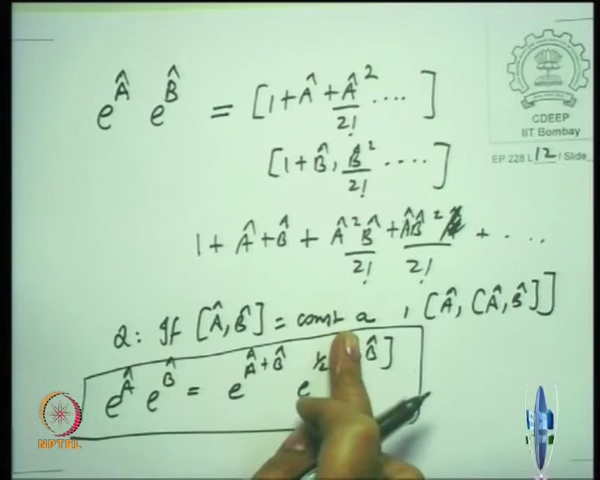 e^Â e^B̂ = [1 + Â + Â²/2! ....]
[1 + B̂, B̂²/2! ....]
1 + Â + B̂ + Â²B̂/2! + ÂB̂²/2! + ....
Q: If [Â, B̂] = const a, [Â, [Â, B̂]]
e^Â e^B̂ = e^(Â + B̂) e^(1/2 B̂])
CDEEP
IIT Bombay
EP 228 L 12 / Slide
NPTEL